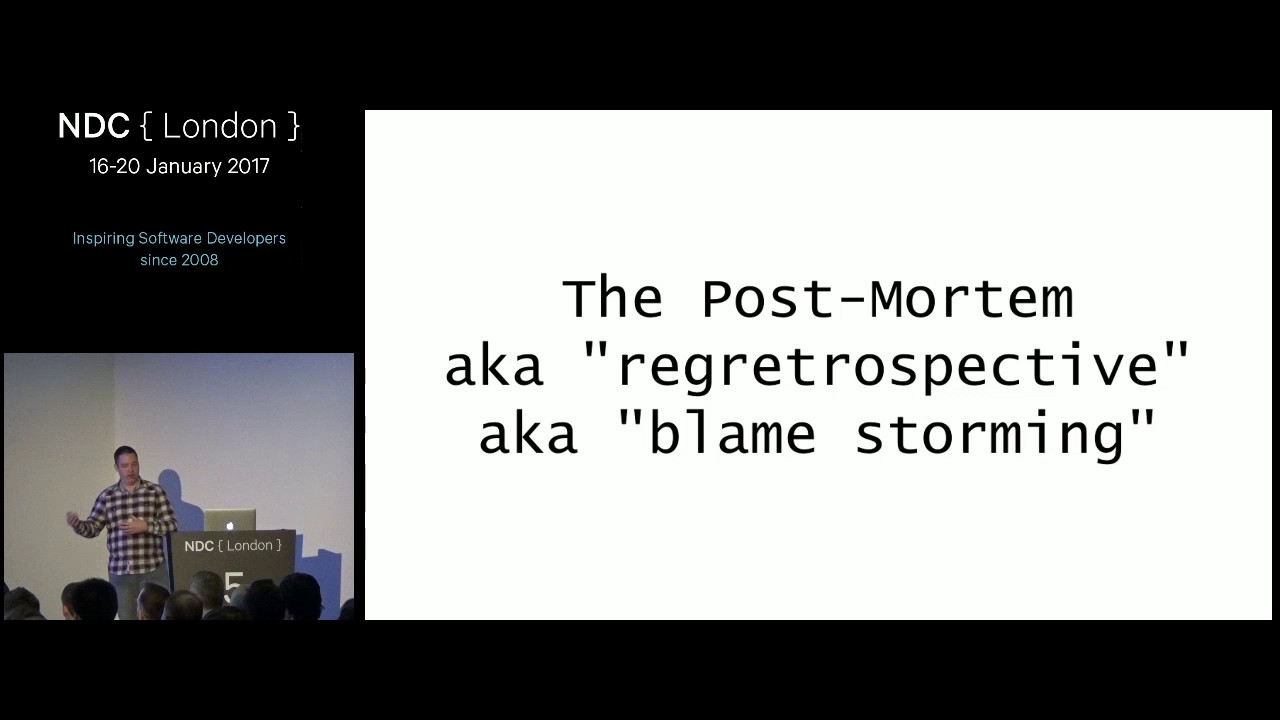 NDC { London }
16-20 January 2017
Inspiring Software Developers
since 2008
The Post-Mortem
aka "regretrospective"
aka "blame storming"
NDC { London }
5